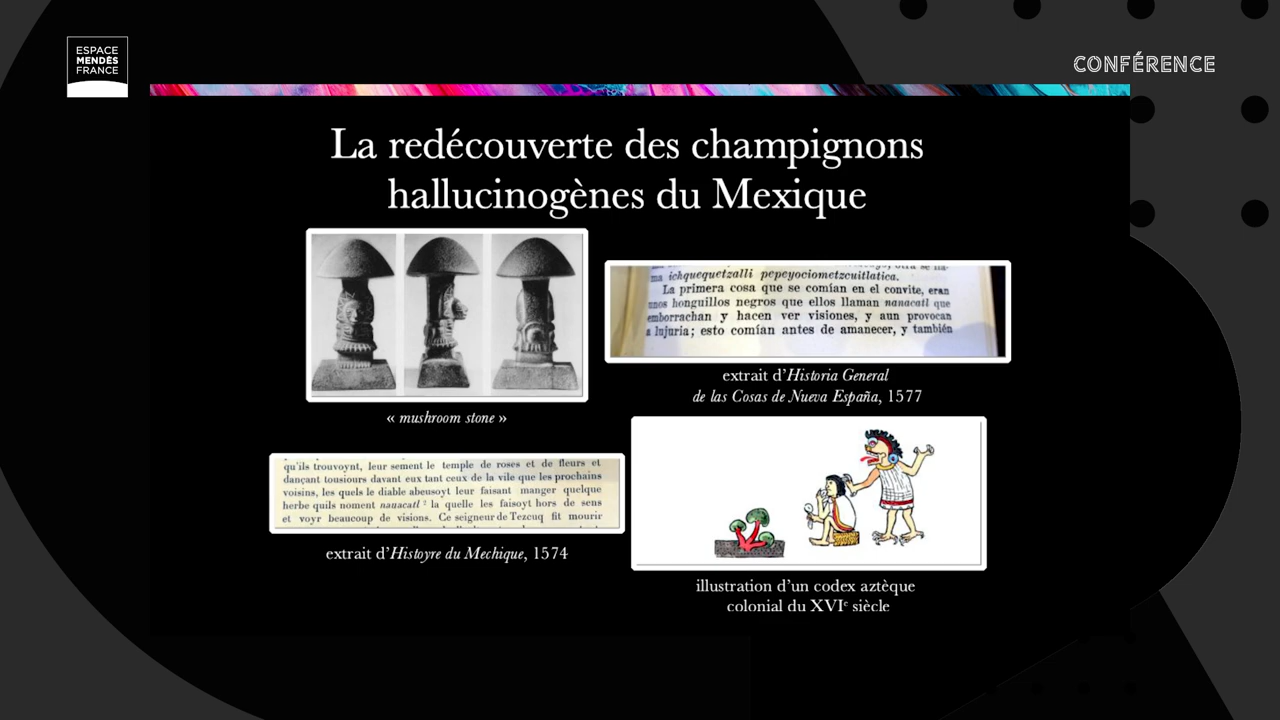 ESPACE
MENDÈS
FRANCE
CONFÉRENCE
La redécouverte des champignons
hallucinogènes du Mexique
« mushroom stone »
ma ichquequetzalli pepeyociometzcuitlatica.
La primera cosa que se comían en el convite, eran
unos honguillos negros que ellos llaman nanacatl que
emborrachan y hacen ver visiones, y aun provocan
a lujuria; esto comían antes de amanecer, y también
extrait d’Historia General
de las Cosas de Nueva España, 1577
qu'ils trouvoynt, leur sement le temple de roses et de fleurs et
dançant tousiours davant eux tant ceux de la vile que les prochains
voisins, les quels le diable abeusoyt leur faisant manger quelque
herbe quils noment nauacatl ² la quelle les faisoyt hors de sens
et voyr beaucoup de visions. Ce seigneur de Tezcuq fit mourir
extrait d’Histoyre du Mechique, 1574
illustration d’un codex aztèque
colonial du XVIe siècle